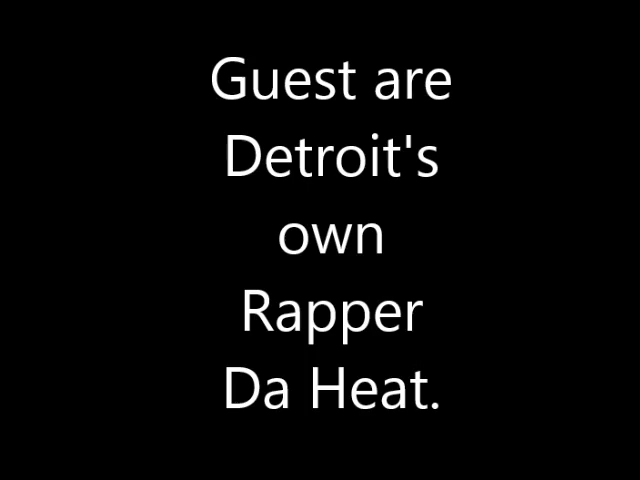 Guest are
Detroit's
own
Rapper
Da Heat.